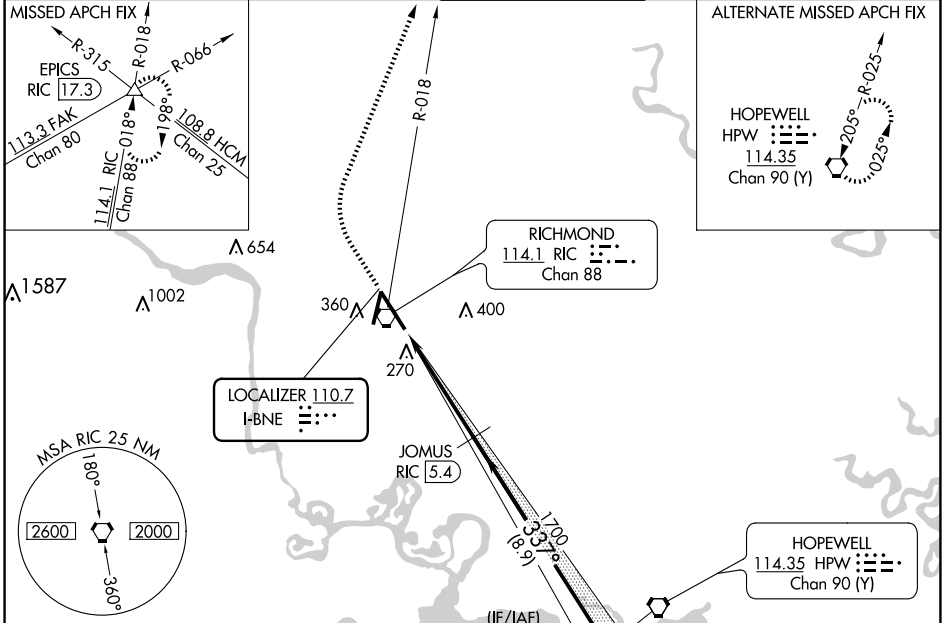 MISSED APCH FIX
R-315
R-018
R-066
EPICS
RIC 17.3
113.3 FAK
Chan 80
018°
198°
108.8 HCM
Chan 25
114.1 RIC
Chan 88
R-018
ALTERNATE MISSED APCH FIX
R-025
HOPEWELL
HPW
114.35
Chan 90 (Y)
205°
025°
654
1587
1002
RICHMOND
114.1 RIC
Chan 88
360
400
270
LOCALIZER 110.7
I-BNE
JOMUS
RIC 5.4
MSA RIC 25 NM
180°
2600
2000
360°
1700
337°
(8.9)
HOPEWELL
114.35 HPW
Chan 90 (Y)
(IF/IAF)